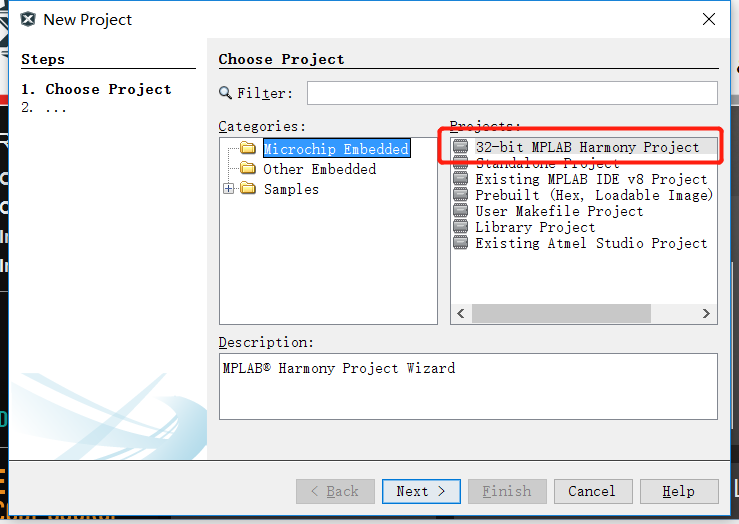 New Project
Steps
1. Choose Project
2. ...
Choose Project
Filter:
Categories:
Microchip Embedded
Other Embedded
Samples
Projects:
32-bit MPLAB Harmony Project
Standalone Project
Existing MPLAB IDE v8 Project
Prebuilt (Hex, Loadable Image)
User Makefile Project
Library Project
Existing Atmel Studio Project
Description:
MPLAB® Harmony Project Wizard
< Back
Next >
Finish
Cancel
Help